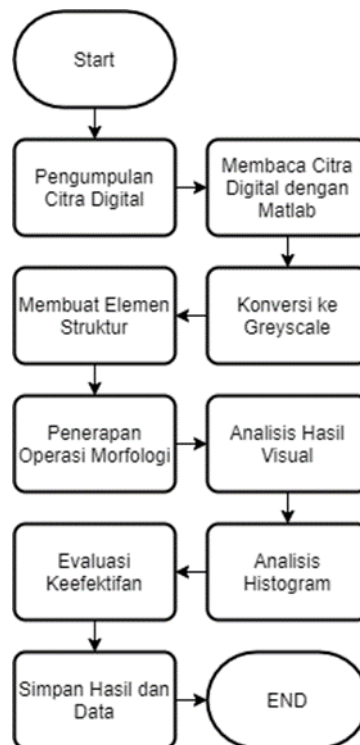 Start
Pengumpulan
Citra Digital
Membaca Citra
Digital dengan
Matlab
Konversi ke
Greyscale
Membuat Elemen
Struktur
Penerapan
Operasi Morfologi
Analisis Hasil
Visual
Analisis
Histogram
Evaluasi
Keefektifan
Simpan Hasil dan
Data
END